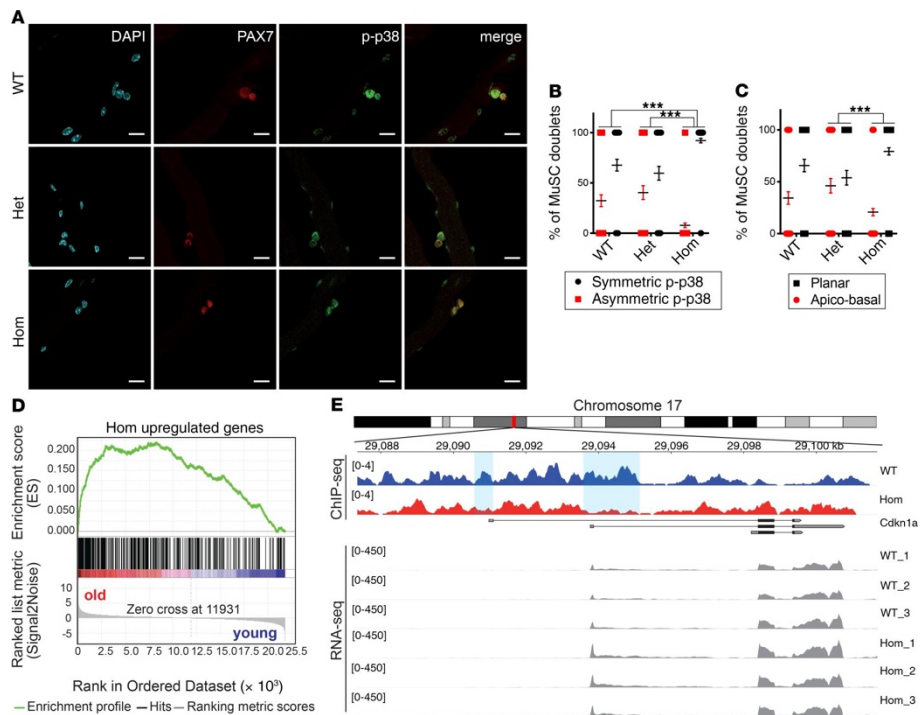 A
DAPI
PAX7
p-p38
merge
WT
Het
Hom
B
***
***
% of MuSC doublets
100
50
0
WT
Het
Hom
Symmetric p-p38
Asymmetric p-p38
C
***
% of MuSC doublets
100
50
0
WT
Het
Hom
Planar
Apico-basal
D
Hom upregulated genes
Enrichment score
(ES)
0.200
0.150
0.100
0.050
0.000
Ranked list metric
(Signal2Noise)
5
0
-5
old
Zero cross at 11931
young
0 2.5 5.0 7.5 10.0 12.5 15.0 17.5 20.0 22.5 25.5
Rank in Ordered Dataset (× 10³)
Enrichment profile Hits Ranking metric scores
E
Chromosome 17
29,088 29,090 29,092 29,094 29,096 29,098 29,100 kb
ChIP-seq
[0-4] WT
[0-4] Hom
Cdkn1a
RNA-seq
[0-450] WT_1
[0-450] WT_2
[0-450] WT_3
[0-450] Hom_1
[0-450] Hom_2
[0-450] Hom_3